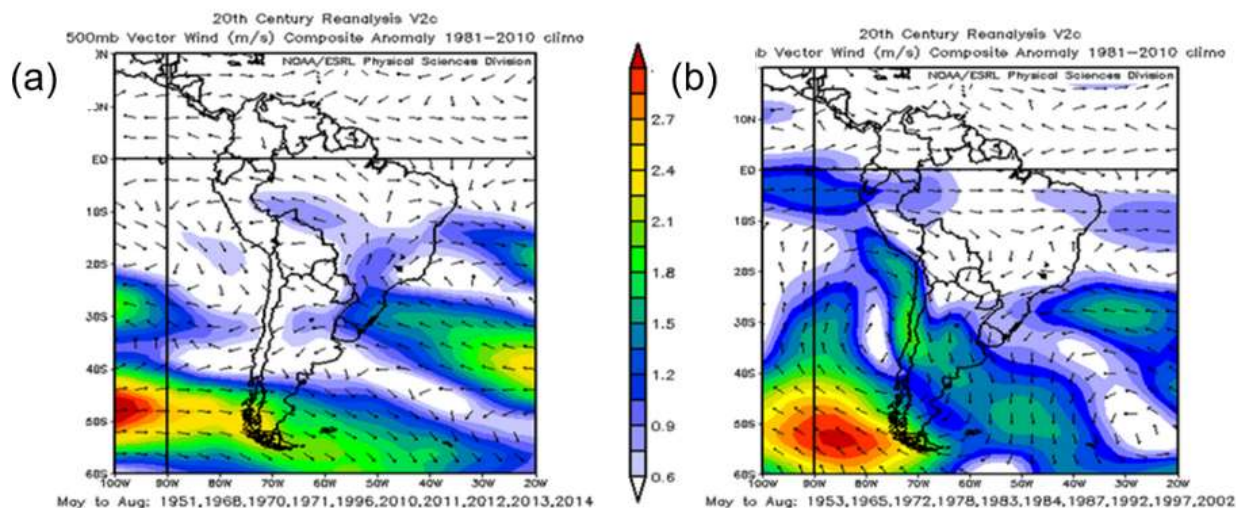 (a)
20th Century Reanalysis V2c
500mb Vector Wind (m/s) Composite Anomaly 1981-2010 clima
NOAA/ESRL Physical Sciences Division
EQ
10S
20S
30S
40S
50S
60S
100W 90W 80W 70W 60W 50W 40W 30W 20W
May to Aug: 1951,1968,1970,1971,1996,2010,2011,2012,2013,2014
2.7
2.4
2.1
1.8
1.5
1.2
0.9
0.6
(b)
20th Century Reanalysis V2c
Vector Wind (m/s) Composite Anomaly 1981-2010 clima
NOAA/ESRL Physical Sciences Division
10N
EQ
10S
20S
30S
40S
50S
60S
100W 90W 80W 70W 60W 50W 40W 30W 20W
May to Aug: 1953,1965,1972,1978,1983,1984,1987,1992,1997,2002